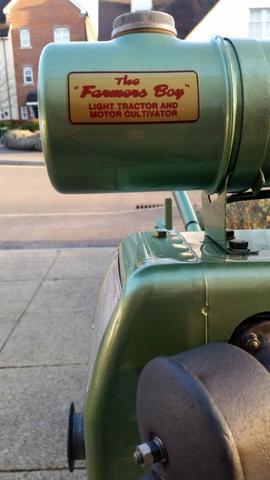 The
"Farmers Boy"
LIGHT TRACTOR AND
MOTOR CULTIVATOR